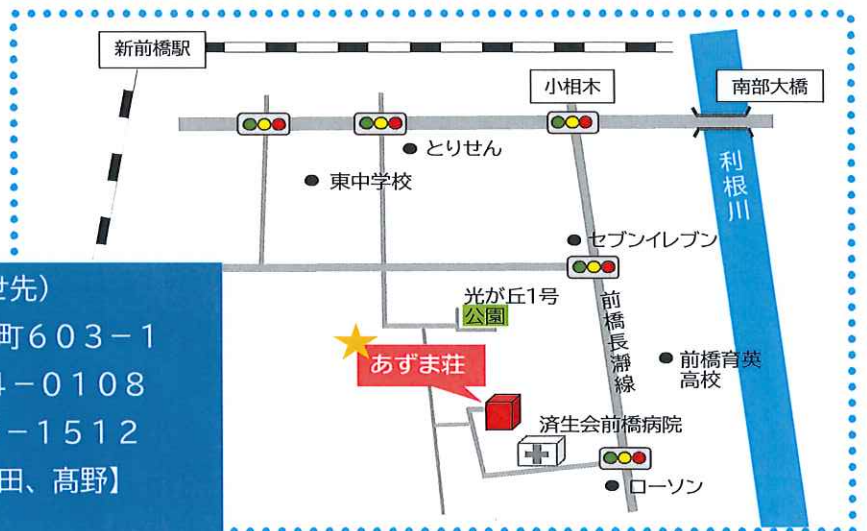 新前橋駅
小相木
南部大橋
とりせん
東中学校
利根川
セブンイレブン
光が丘1号
公園
前橋長瀞線
あずま荘
前橋育英
高校
済生会前橋病院
ローソン
せ先）
町６０３－１
４－０１０８
－１５１２
田、髙野】